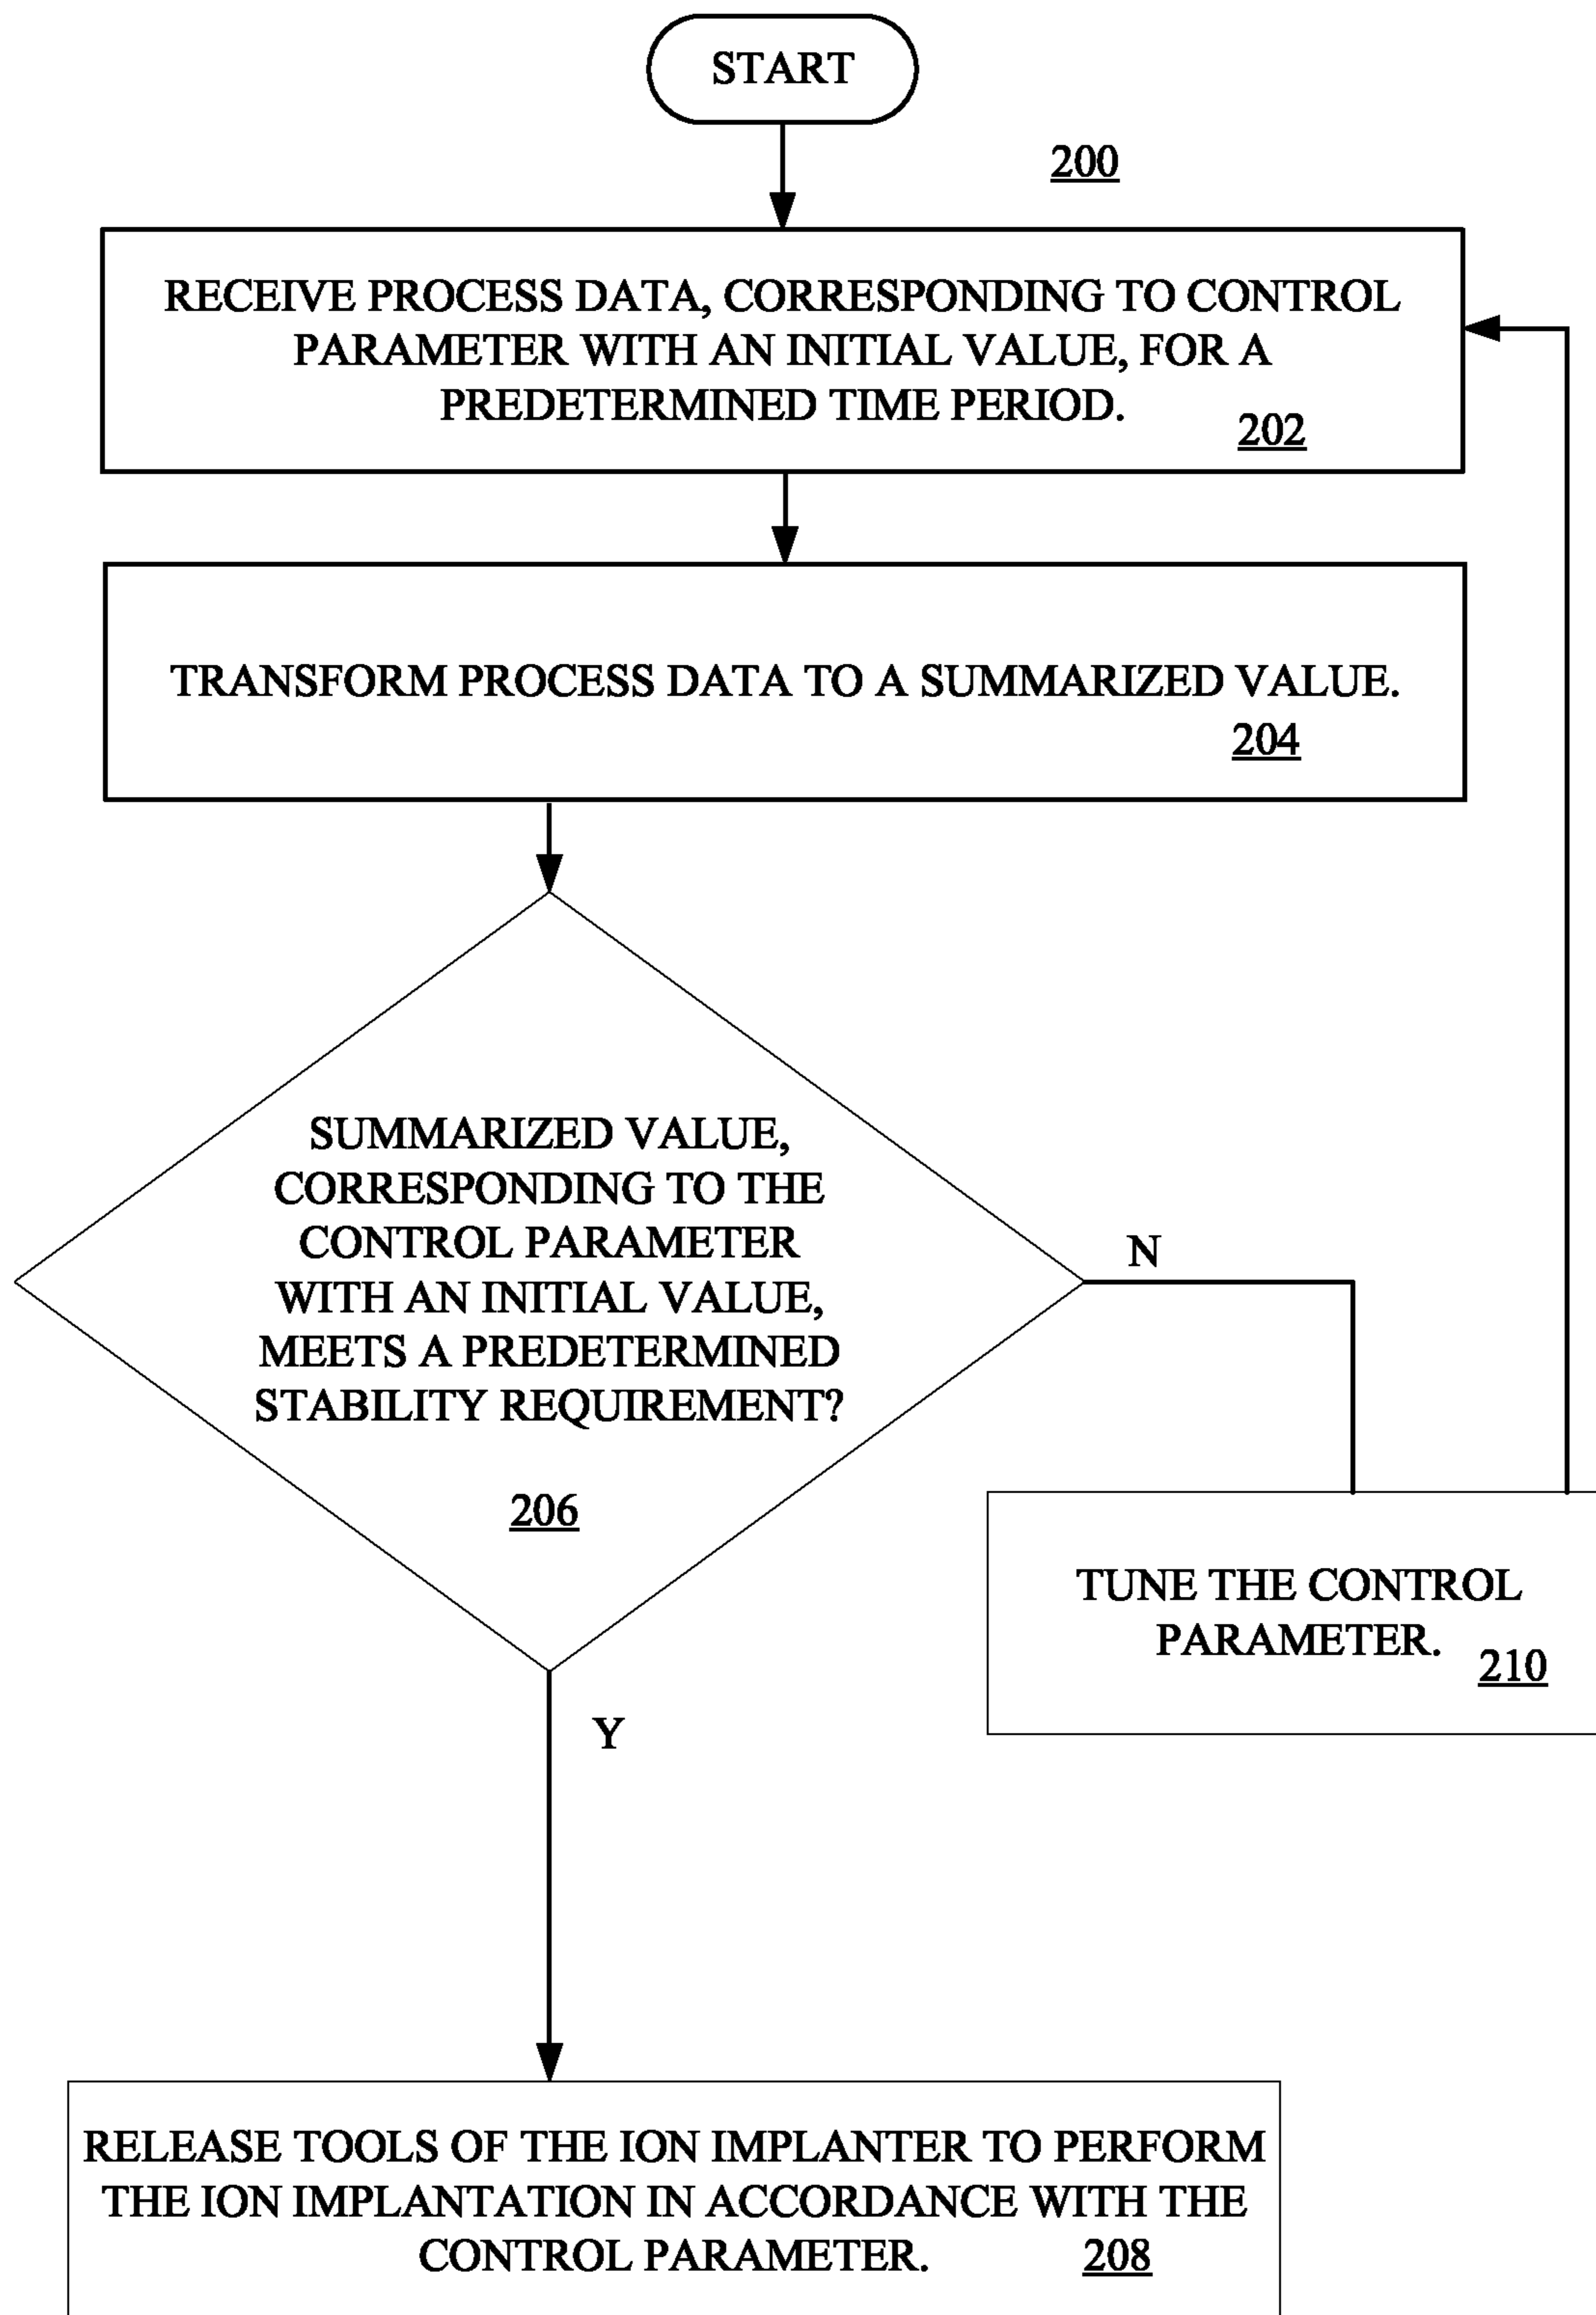 START
200
RECEIVE PROCESS DATA, CORRESPONDING TO CONTROL
PARAMETER WITH AN INITIAL VALUE, FOR A
PREDETERMINED TIME PERIOD.
202
TRANSFORM PROCESS DATA TO A SUMMARIZED VALUE.
204
SUMMARIZED VALUE,
CORRESPONDING TO THE
CONTROL PARAMETER
WITH AN INITIAL VALUE,
MEETS A PREDETERMINED
STABILITY REQUIREMENT?
206
N
TUNE THE CONTROL
PARAMETER.
210
Y
RELEASE TOOLS OF THE ION IMPLANTER TO PERFORM
THE ION IMPLANTATION IN ACCORDANCE WITH THE
CONTROL PARAMETER. 208